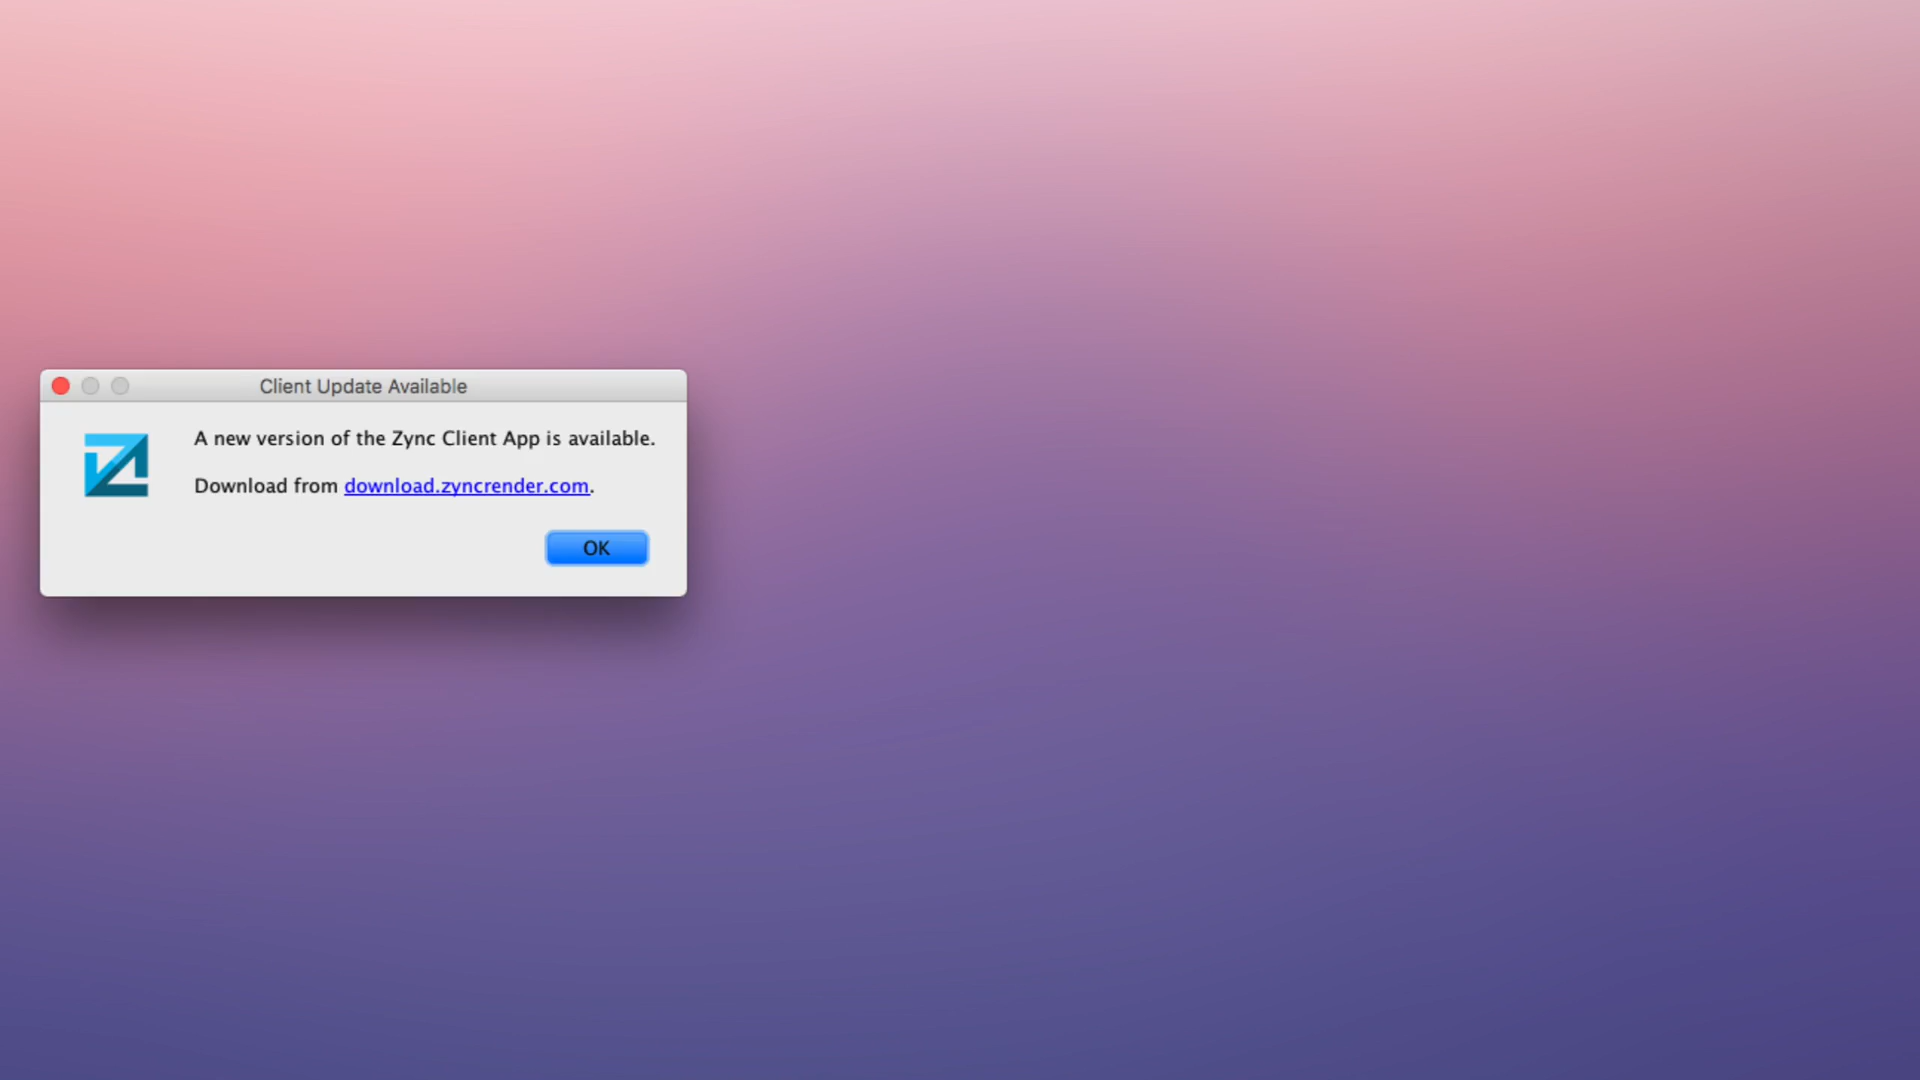 Client Update Available
A new version of the Zync Client App is available.
Download from download.zyncrender.com.
OK